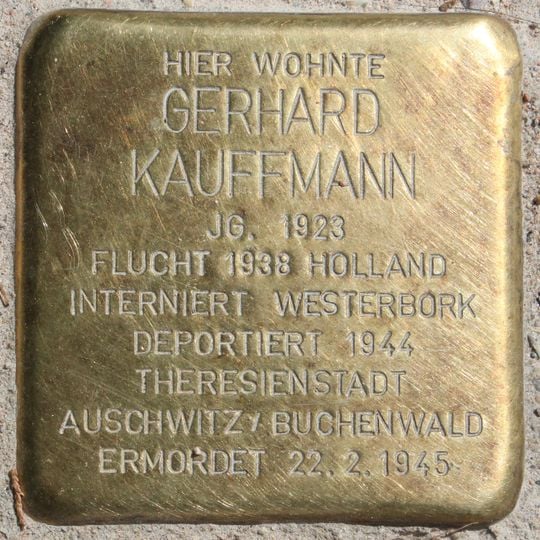 HIER WOHNTE
GERHARD
KAUFFMANN
JG. 1923
FLUCHT 1938 HOLLAND
INTERNIERT WESTERBORK
DEPORTIERT 1944
THERESIENSTADT
AUSCHWITZ / BUCHENWALD
ERMORDET 22.2.1945